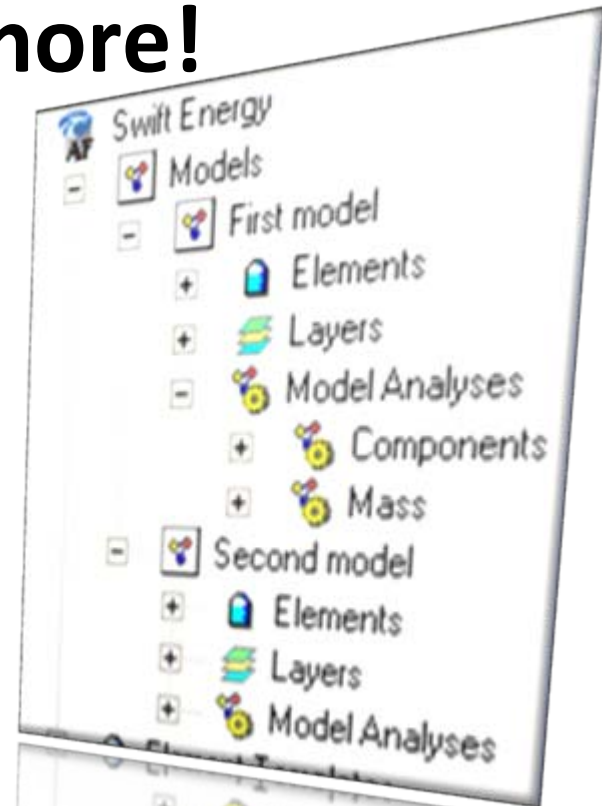 more!
Swift Energy
AF
Models
First model
Elements
Layers
Model Analyses
Components
Mass
Second model
Elements
Layers
Model Analyses